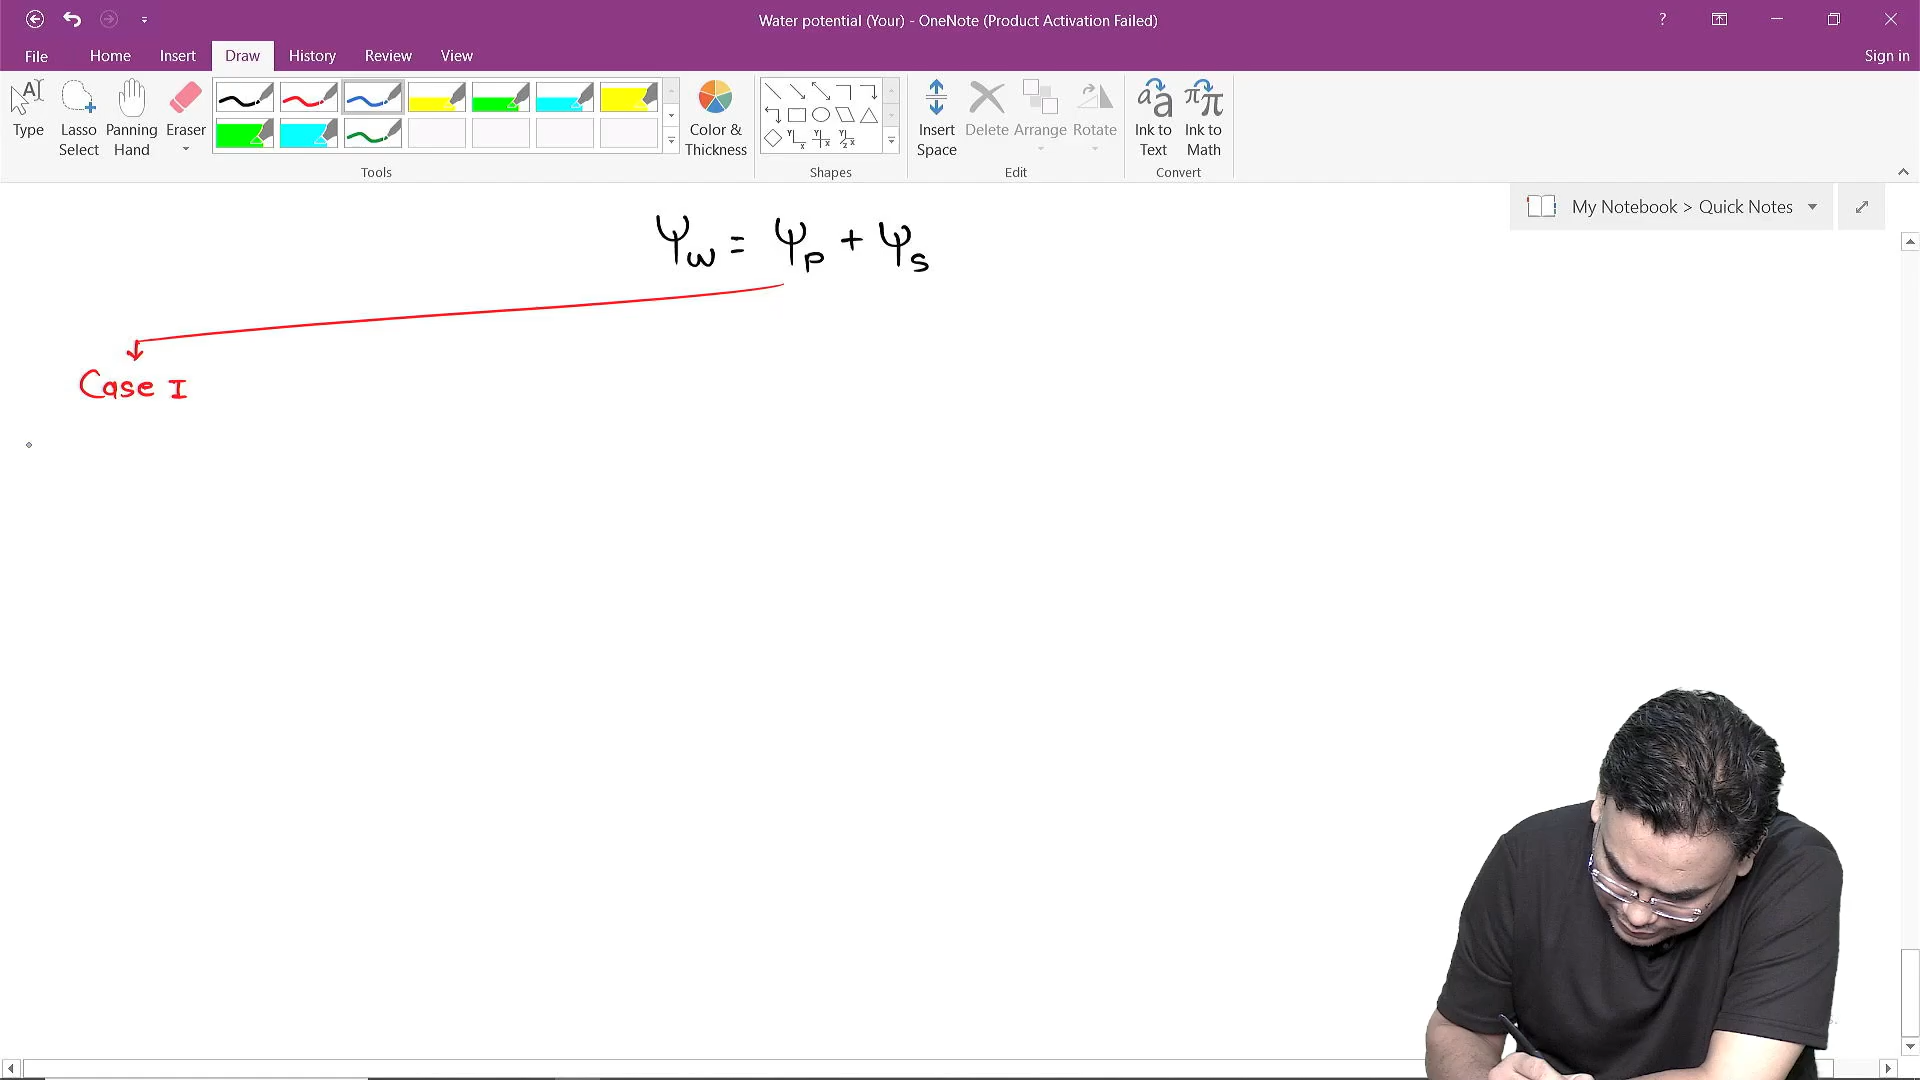 Water potential (Your) - OneNote (Product Activation Failed)
?
File Home Insert Draw History Review View
Sign in
Type
Lasso Select
Panning Hand
Eraser
Color & Thickness
Insert Space
Delete
Arrange
Rotate
Ink to Text
Ink to Math
Tools
Shapes
Edit
Convert
My Notebook > Quick Notes
Ψw = Ψp + Ψs
Case I